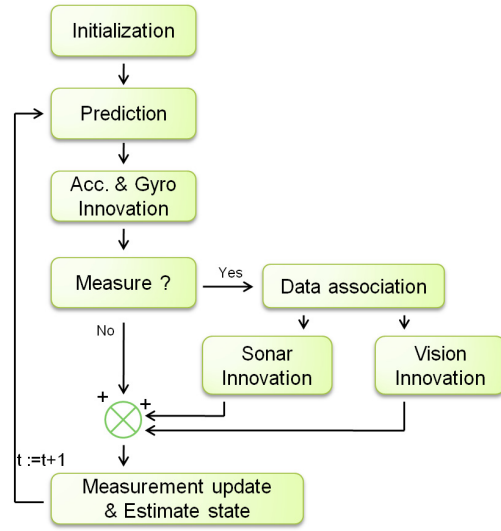 Initialization
Prediction
Acc. & Gyro
Innovation
Measure ?
Yes
Data association
No
Sonar
Innovation
Vision
Innovation
+
+
t :=t+1
Measurement update
& Estimate state